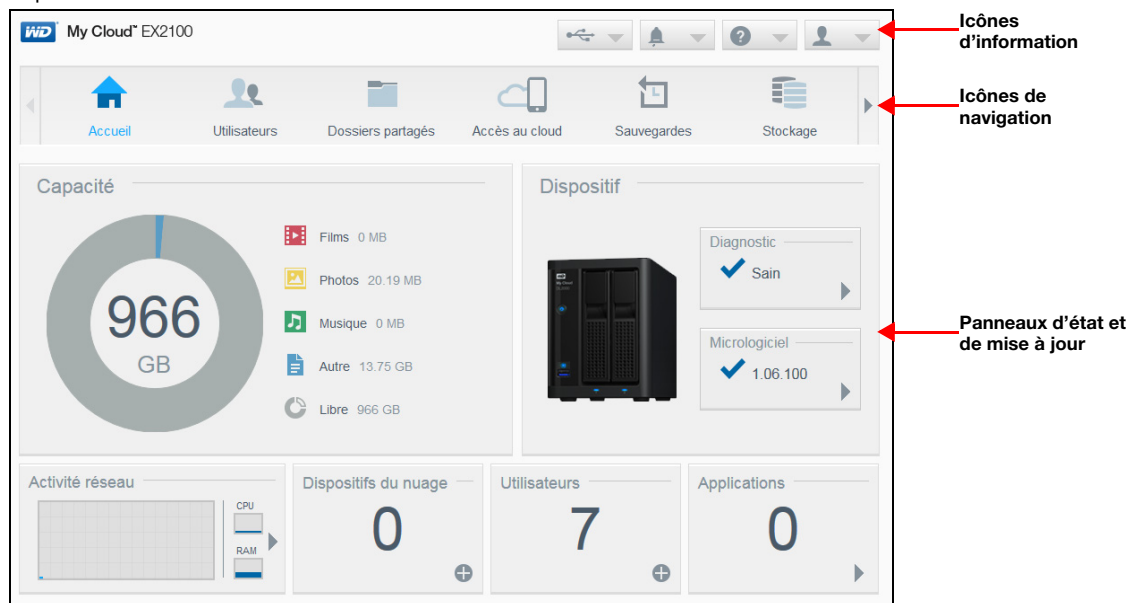 WD My Cloud™ EX2100
Icônes
d'information
Accueil Utilisateurs Dossiers partagés Accès au cloud Sauvegardes Stockage
Icônes de
navigation
Capacité
966
GB
Films 0 MB
Photos 20.19 MB
Musique 0 MB
Autre 13.75 GB
Libre 966 GB
Dispositif
WD
My Cloud
Diagnostic
Sain
Micrologiciel
1.06.100
Panneaux d'état et
de mise à jour
Activité réseau
CPU
RAM
Dispositifs du nuage
0
Utilisateurs
7
Applications
0